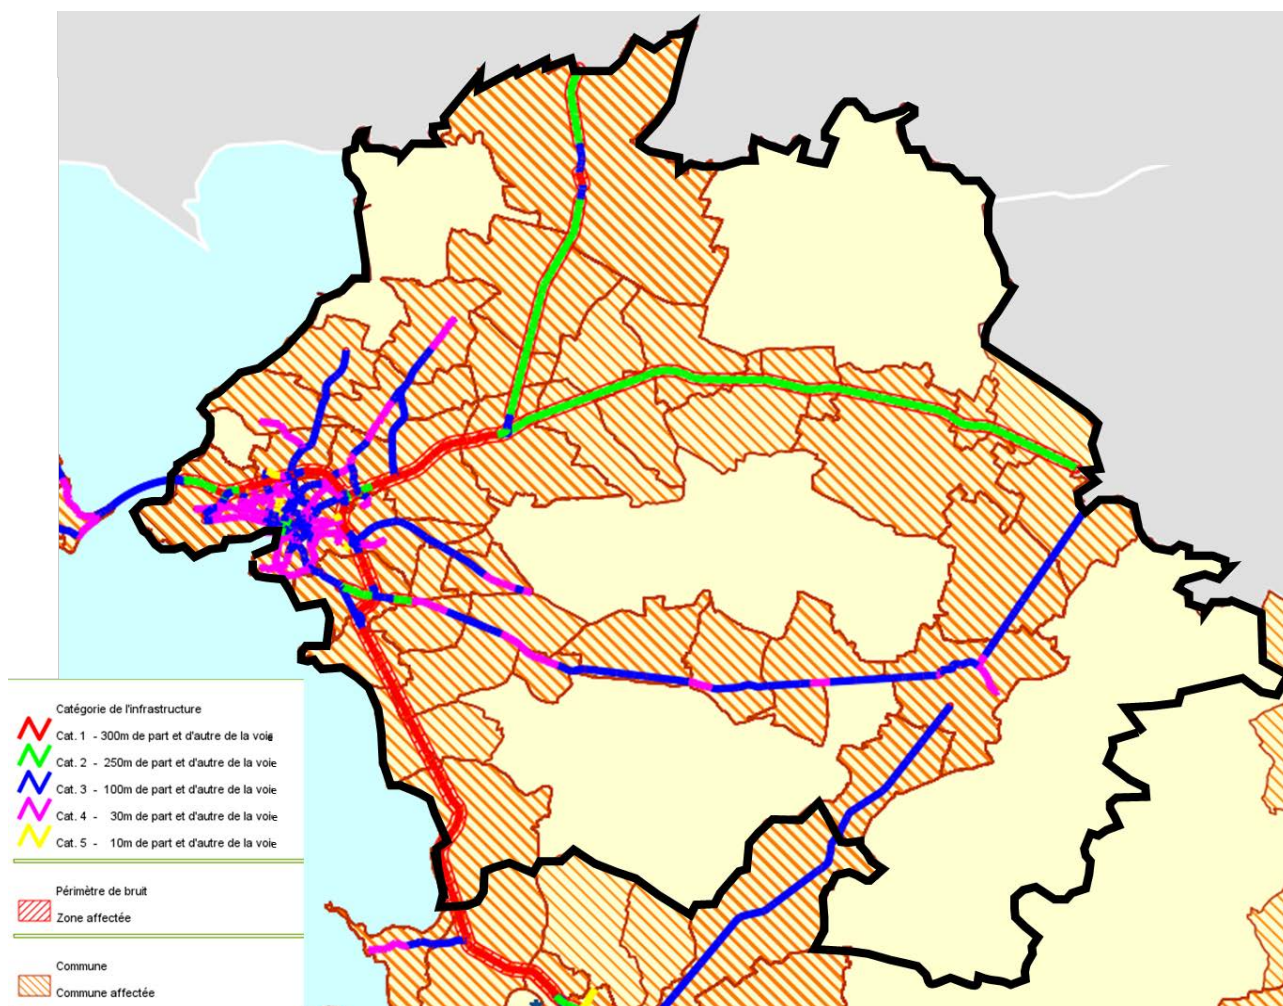 Catégorie de l'infrastructure
Cat. 1 - 300m de part et d'autre de la voie
Cat. 2 - 250m de part et d'autre de la voie
Cat. 3 - 100m de part et d'autre de la voie
Cat. 4 - 30m de part et d'autre de la voie
Cat. 5 - 10m de part et d'autre de la voie
Périmètre de bruit
Zone affectée
Commune
Commune affectée